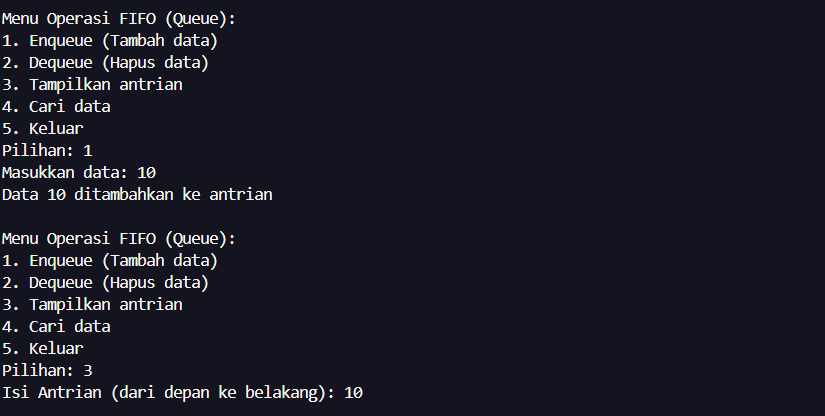 Menu Operasi FIFO (Queue):
1. Enqueue (Tambah data)
2. Dequeue (Hapus data)
3. Tampilkan antrian
4. Cari data
5. Keluar
Pilihan: 1
Masukkan data: 10
Data 10 ditambahkan ke antrian

Menu Operasi FIFO (Queue):
1. Enqueue (Tambah data)
2. Dequeue (Hapus data)
3. Tampilkan antrian
4. Cari data
5. Keluar
Pilihan: 3
Isi Antrian (dari depan ke belakang): 10